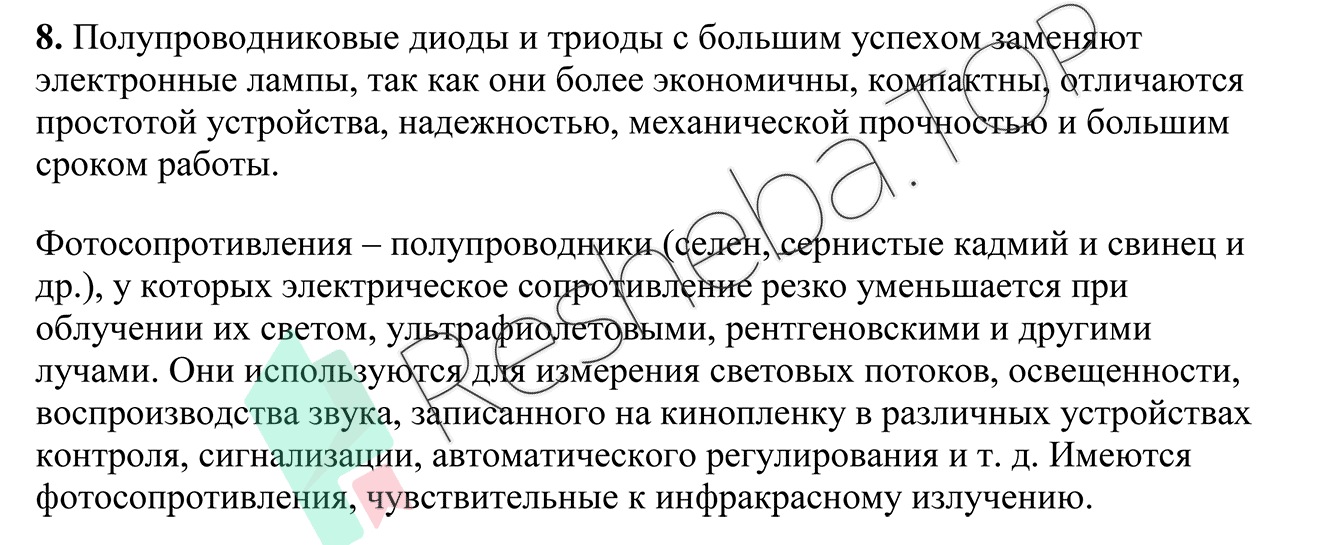 8. Полупроводниковые диоды и триоды с большим успехом заменяют
электронные лампы, так как они более экономичны, компактны, отличаются
простотой устройства, надежностью, механической прочностью и большим
сроком работы.
Фотосопротивления – полупроводники (селен, сернистые кадмий и свинец и
др.), у которых электрическое сопротивление резко уменьшается при
облучении их светом, ультрафиолетовыми, рентгеновскими и другими
лучами. Они используются для измерения световых потоков, освещенности,
воспроизводства звука, записанного на кинопленку в различных устройствах
контроля, сигнализации, автоматического регулирования и т. д. Имеются
фотосопротивления, чувствительные к инфракрасному излучению.
Resheba.TOP